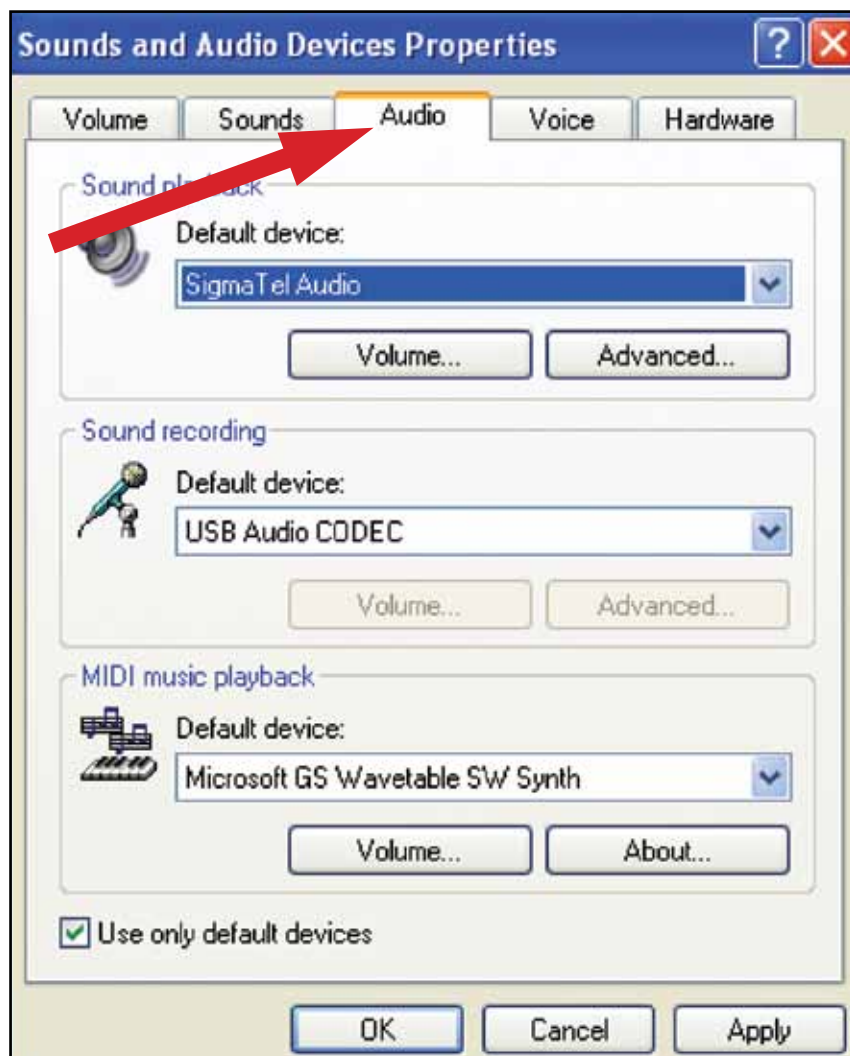 Sounds and Audio Devices Properties
Volume Sounds Audio Voice Hardware
Sound playback
Default device:
SigmaTel Audio
Volume... Advanced...
Sound recording
Default device:
USB Audio CODEC
Volume... Advanced...
MIDI music playback
Default device:
Microsoft GS Wavetable SW Synth
Volume... About...
Use only default devices
OK Cancel Apply